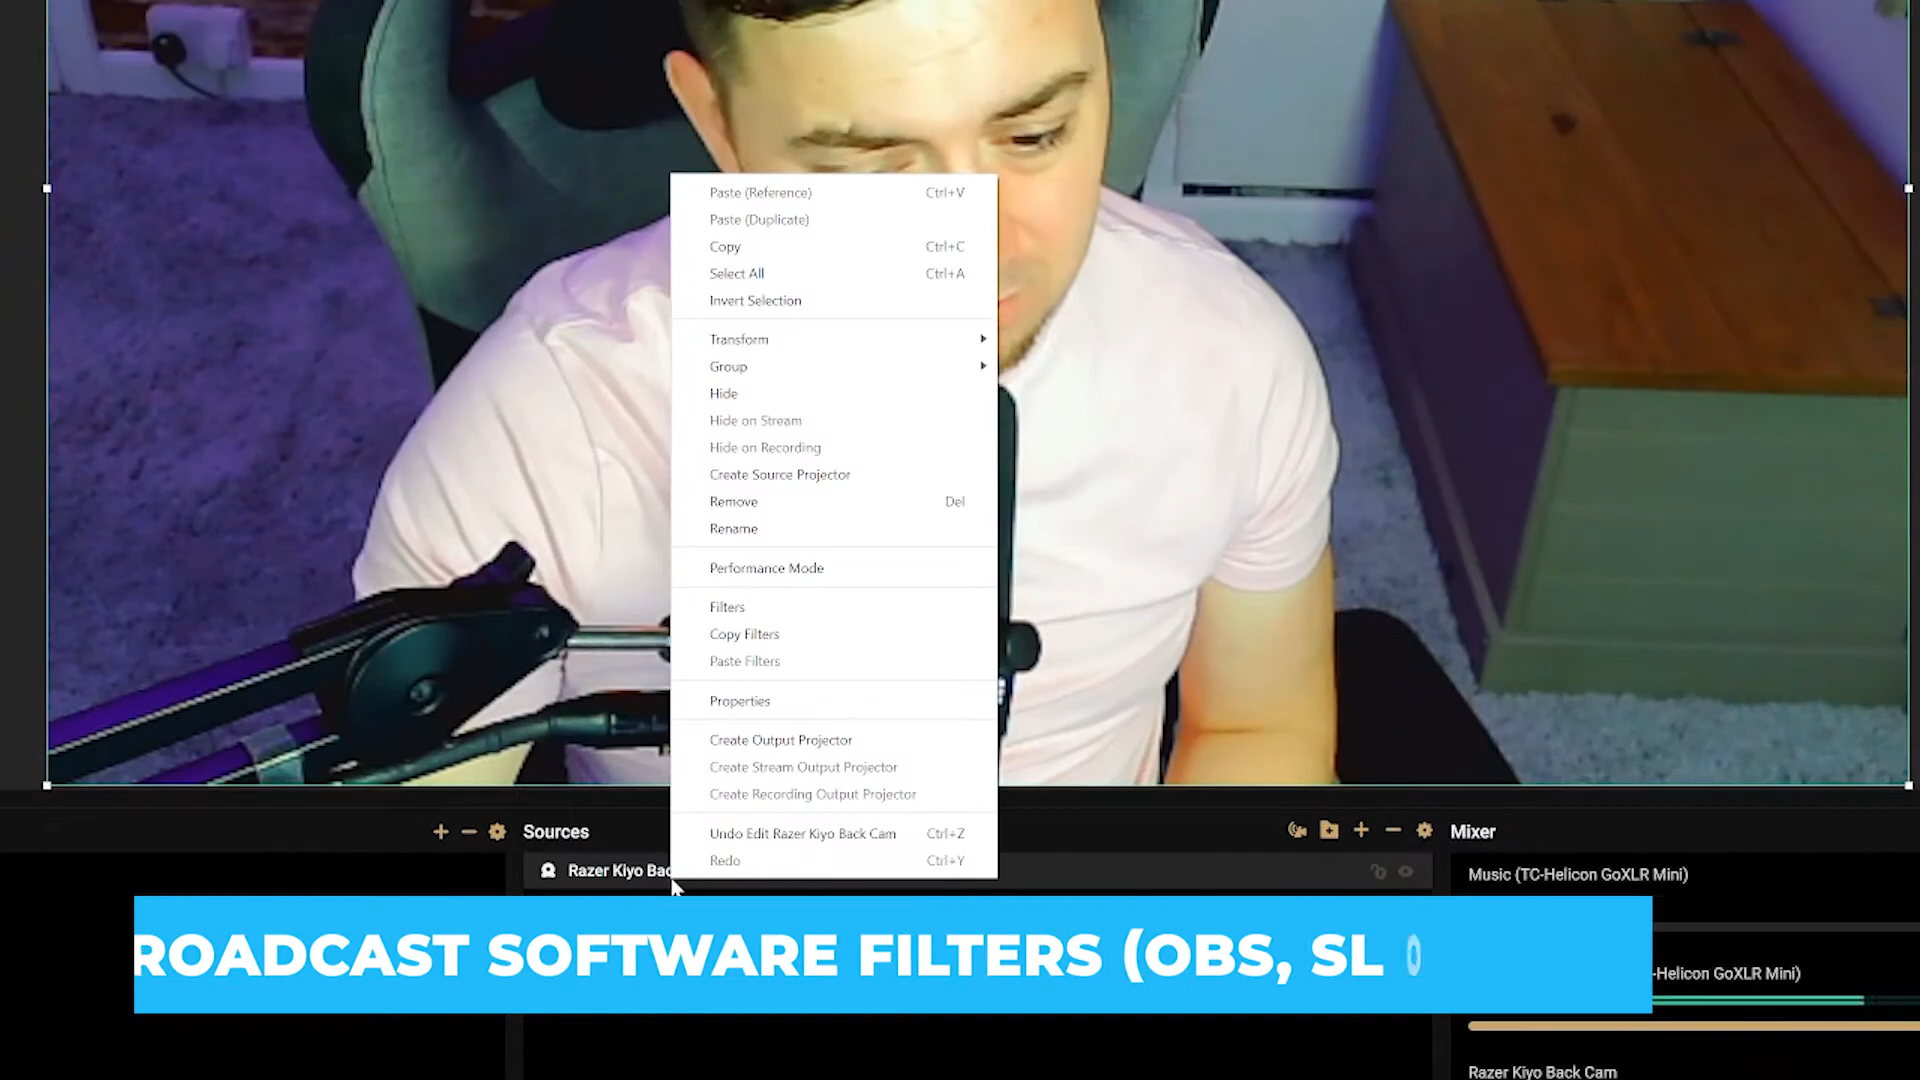 Paste (Reference) Ctrl+V
Paste (Duplicate)
Copy Ctrl+C
Select All Ctrl+A
Invert Selection
Transform
Group
Hide
Hide on Stream
Hide on Recording
Create Source Projector
Remove Del
Rename
Performance Mode
Filters
Copy Filters
Paste Filters
Properties
Create Output Projector
Create Stream Output Projector
Create Recording Output Projector
Undo Edit Razer Kiyo Back Cam Ctrl+Z
Redo Ctrl+Y
Sources
Razer Kiyo Bac
Mixer
Music (TC-Helicon GoXLR Mini)
-Helicon GoXLR Mini)
Razer Kiyo Back Cam
ROADCAST SOFTWARE FILTERS (OBS, SL O